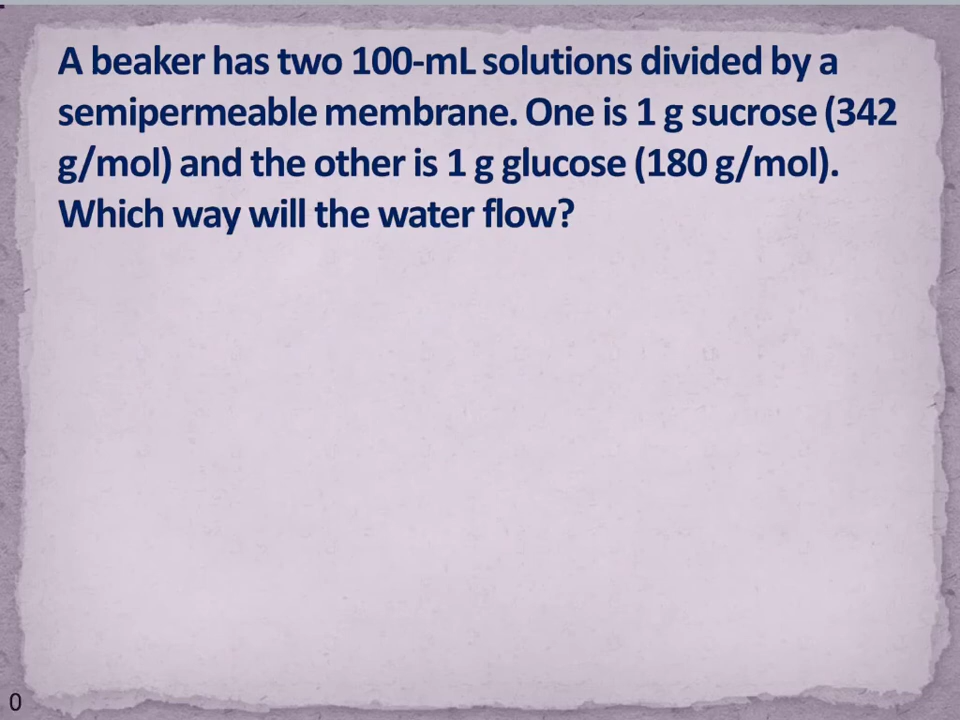 A beaker has two 100-mL solutions divided by a
semipermeable membrane. One is 1 g sucrose (342
g/mol) and the other is 1 g glucose (180 g/mol).
Which way will the water flow?
0